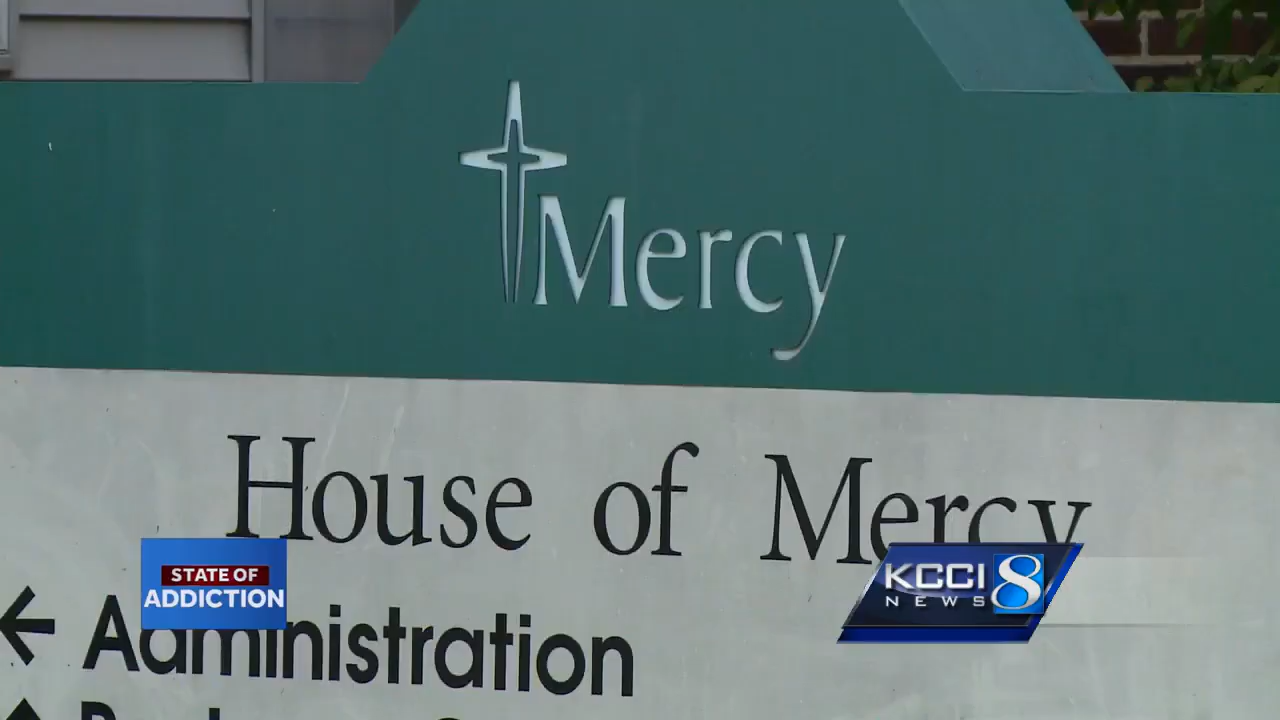 Mercy
House of Mercy
STATE OF
ADDICTION
KCCI 8
NEWS
← Administration